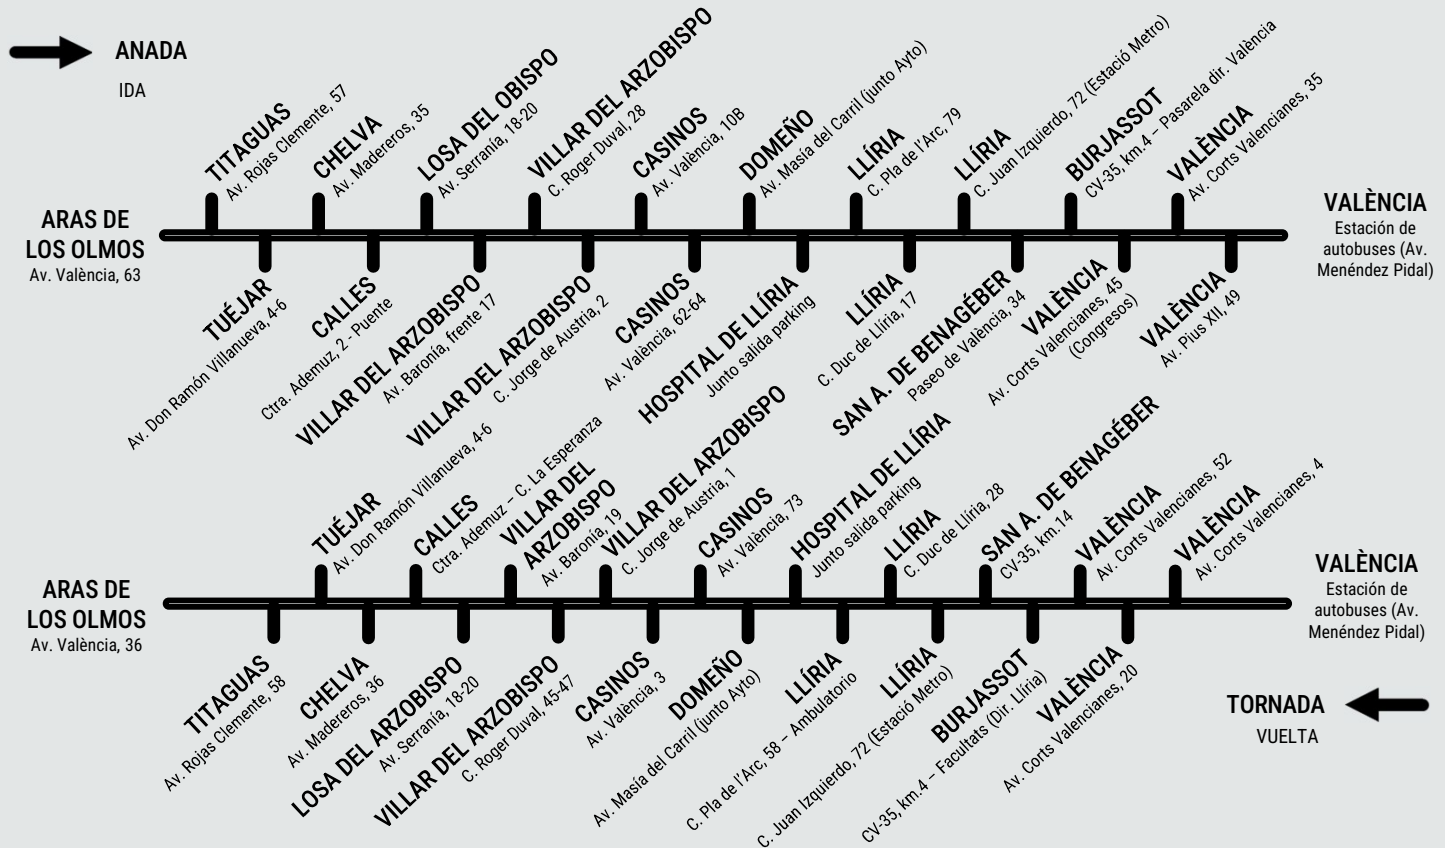 ANADA
IDA
ARAS DE
LOS OLMOS
Av. València, 63
TITAGUAS
Av. Rojas Clemente, 57
TUÉJAR
Av. Don Ramón Villanueva, 4-6
CHELVA
Av. Madereros, 35
CALLES
Ctra. Ademuz, 2 - Puente
LOSA DEL OBISPO
Av. Serranía, 18-20
VILLAR DEL ARZOBISPO
Av. Baronía, frente 17
VILLAR DEL ARZOBISPO
C. Roger Duval, 28
VILLAR DEL ARZOBISPO
C. Jorge de Austria, 2
CASINOS
Av. València, 10B
CASINOS
Av. València, 62-64
DOMEÑO
Av. Masía del Carril (junto Ayto)
HOSPITAL DE LLÍRIA
Junto salida parking
LLÍRIA
C. Pla de l'Arc, 79
LLÍRIA
C. Duc de Llíria, 17
LLÍRIA
C. Juan Izquierdo, 72 (Estació Metro)
SAN A. DE BENAGÉBER
Paseo de València, 34
BURJASSOT
CV-35, km.4 – Pasarela dir. València
VALÈNCIA
Av. Corts Valencianes, 45
(Congresos)
VALÈNCIA
Av. Corts Valencianes, 35
VALÈNCIA
Av. Pius XII, 49
VALÈNCIA
Estación de
autobuses (Av.
Menéndez Pidal)
ARAS DE
LOS OLMOS
Av. València, 36
TITAGUAS
Av. Rojas Clemente, 58
TUÉJAR
Av. Don Ramón Villanueva, 4-6
CHELVA
Av. Madereros, 36
CALLES
Ctra. Ademuz – C. La Esperanza
LOSA DEL ARZOBISPO
Av. Serranía, 18-20
VILLAR DEL
ARZOBISPO
Av. Baronía, 19
VILLAR DEL ARZOBISPO
C. Roger Duval, 45-47
VILLAR DEL ARZOBISPO
C. Jorge de Austria, 1
CASINOS
Av. València, 3
CASINOS
Av. València, 73
DOMEÑO
Av. Masía del Carril (junto Ayto)
HOSPITAL DE LLÍRIA
Junto salida parking
LLÍRIA
C. Pla de l'Arc, 58 – Ambulatorio
LLÍRIA
C. Duc de Llíria, 28
LLÍRIA
C. Juan Izquierdo, 72 (Estació Metro)
SAN A. DE BENAGÉBER
CV-35, km.14
BURJASSOT
CV-35, km.4 – Facultats (Dir. Llíria)
VALÈNCIA
Av. Corts Valencianes, 52
VALÈNCIA
Av. Corts Valencianes, 20
VALÈNCIA
Av. Corts Valencianes, 4
VALÈNCIA
Estación de
autobuses (Av.
Menéndez Pidal)
TORNADA
VUELTA